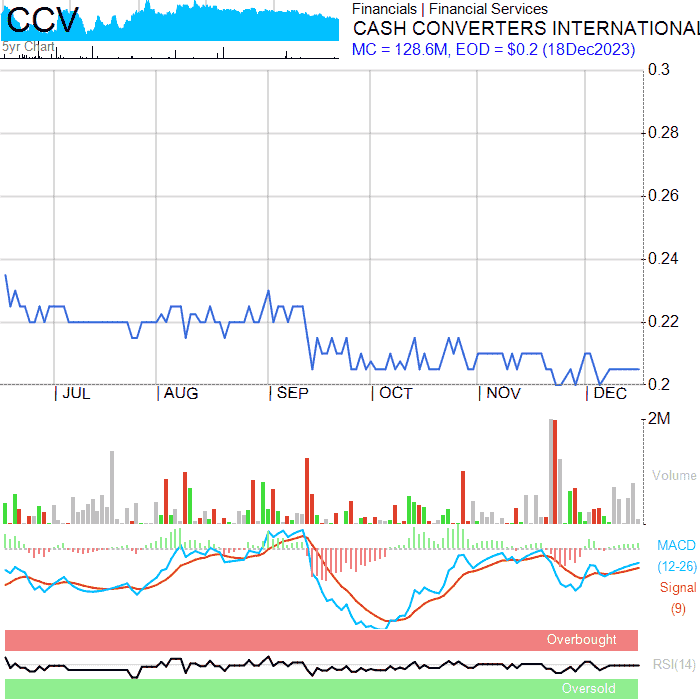 CCV
5yr Chart
Financials | Financial Services
CASH CONVERTERS INTERNATIONAL
MC = 128.6M, EOD = $0.2 (18Dec2023)
0.3
0.28
0.26
0.24
0.22
0.2
JUL
AUG
SEP
OCT
NOV
DEC
2M
Volume
MACD
(12-26)
Signal
(9)
Overbought
RSI(14)
Oversold